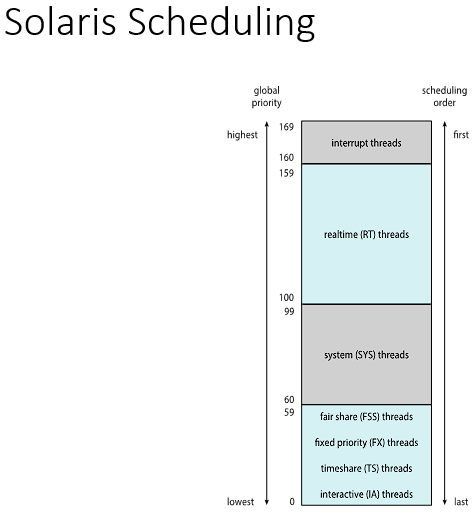 Solaris Scheduling
global priority
scheduling order
highest
169
first
interrupt threads
160
159
realtime (RT) threads
100
99
system (SYS) threads
60
59
fair share (FSS) threads
fixed priority (FX) threads
timeshare (TS) threads
interactive (IA) threads
lowest
0
last